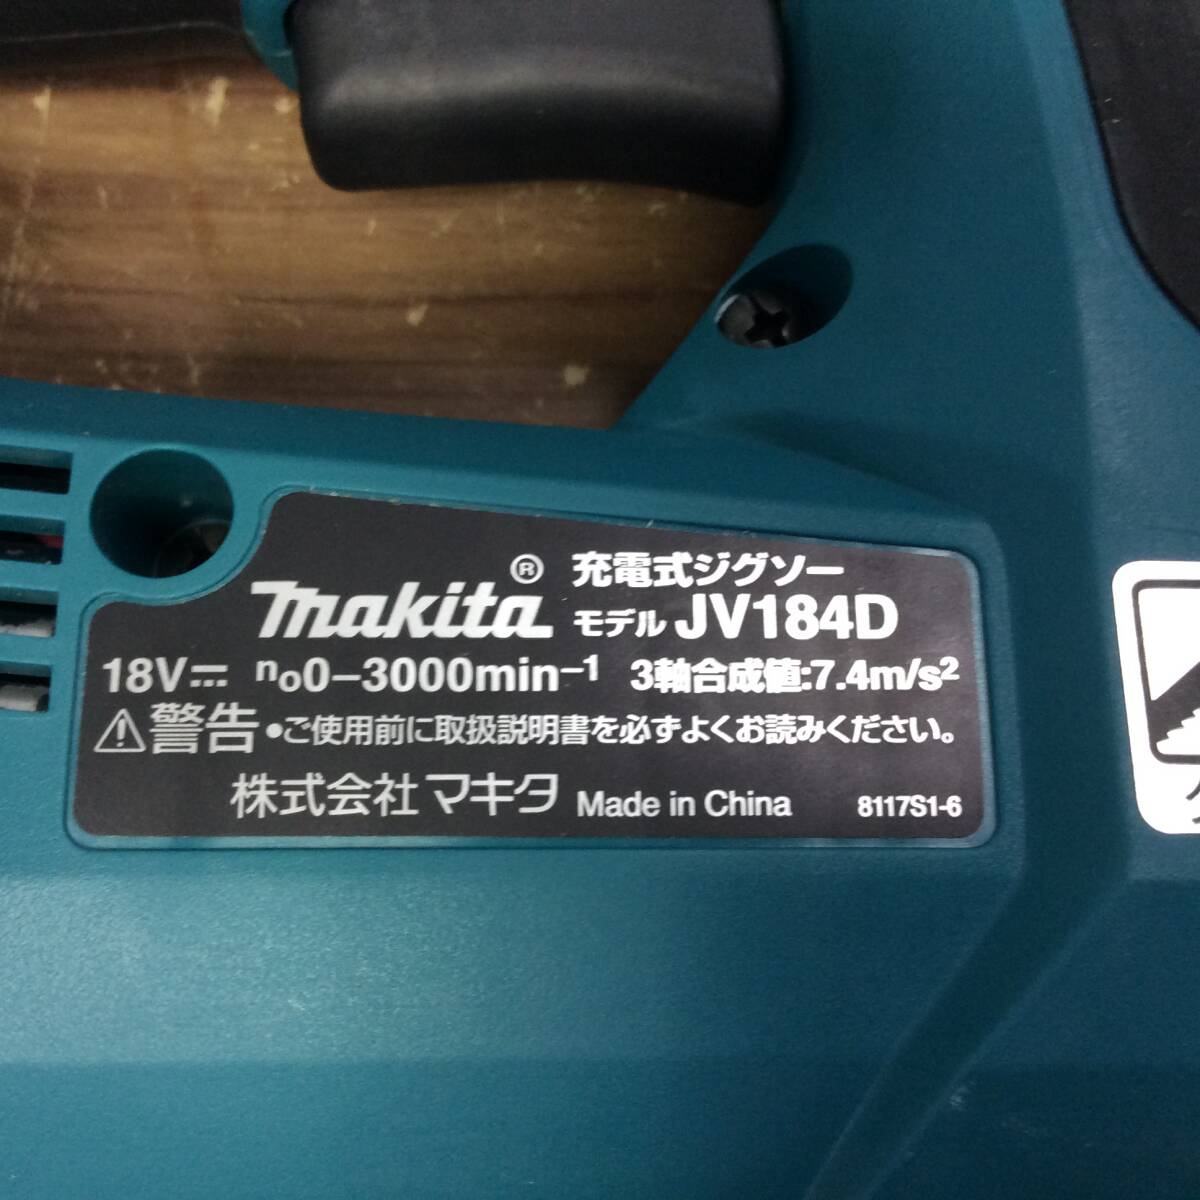 makita® 充電式ジグソー
モデル JV184D
18V⎓ n₀0–3000min⁻¹ 3軸合成値:7.4m/s²
⚠警告 •ご使用前に取扱説明書を必ずよくお読みください。
株式会社マキタ Made in China 8117S1-6